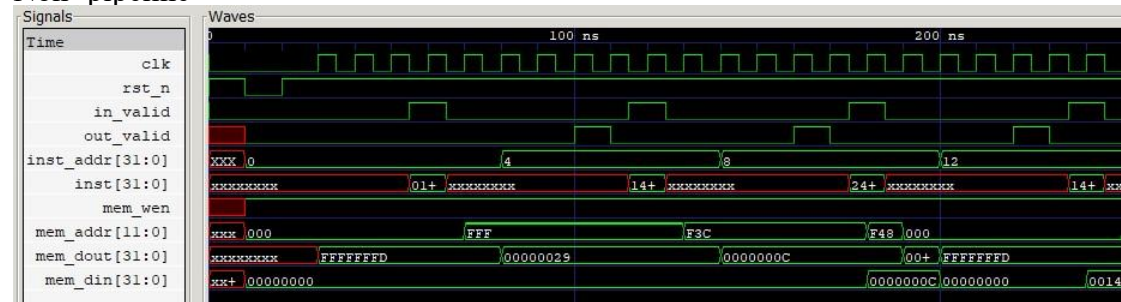 Signals Waves
Time 0 100 ns 200 ns
clk
rst_n
in_valid
out_valid
inst_addr[31:0] xxx 0 4 8 12
inst[31:0] xxxxxxxx 01+ xxxxxxxx 14+ xxxxxxxx 24+ xxxxxxxx 14+ xx
mem_wen
mem_addr[11:0] xxx 000 FFF F3C F48 000
mem_dout[31:0] xxxxxxxx FFFFFFFD 00000029 0000000C 00+ FFFFFFFD
mem_din[31:0] xx+ 00000000 0000000C 00000000 0014